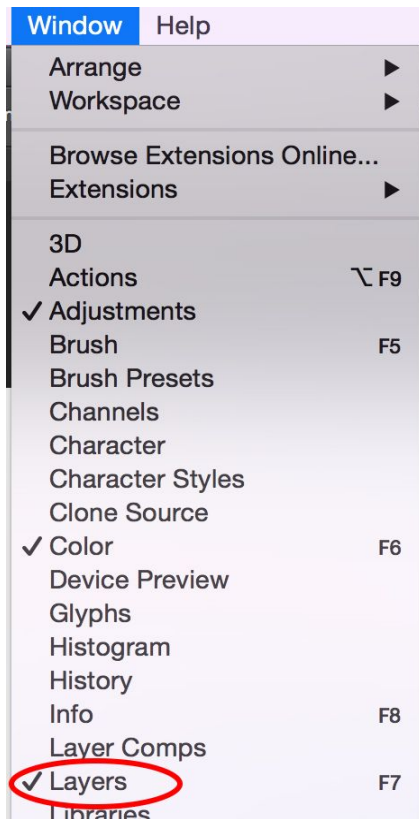 Window Help
Arrange ▶
Workspace ▶
Browse Extensions Online...
Extensions ▶
3D
Actions ⌥ F9
✓ Adjustments
Brush F5
Brush Presets
Channels
Character
Character Styles
Clone Source
✓ Color F6
Device Preview
Glyphs
Histogram
History
Info F8
Layer Comps
✓ Layers F7
Libraries